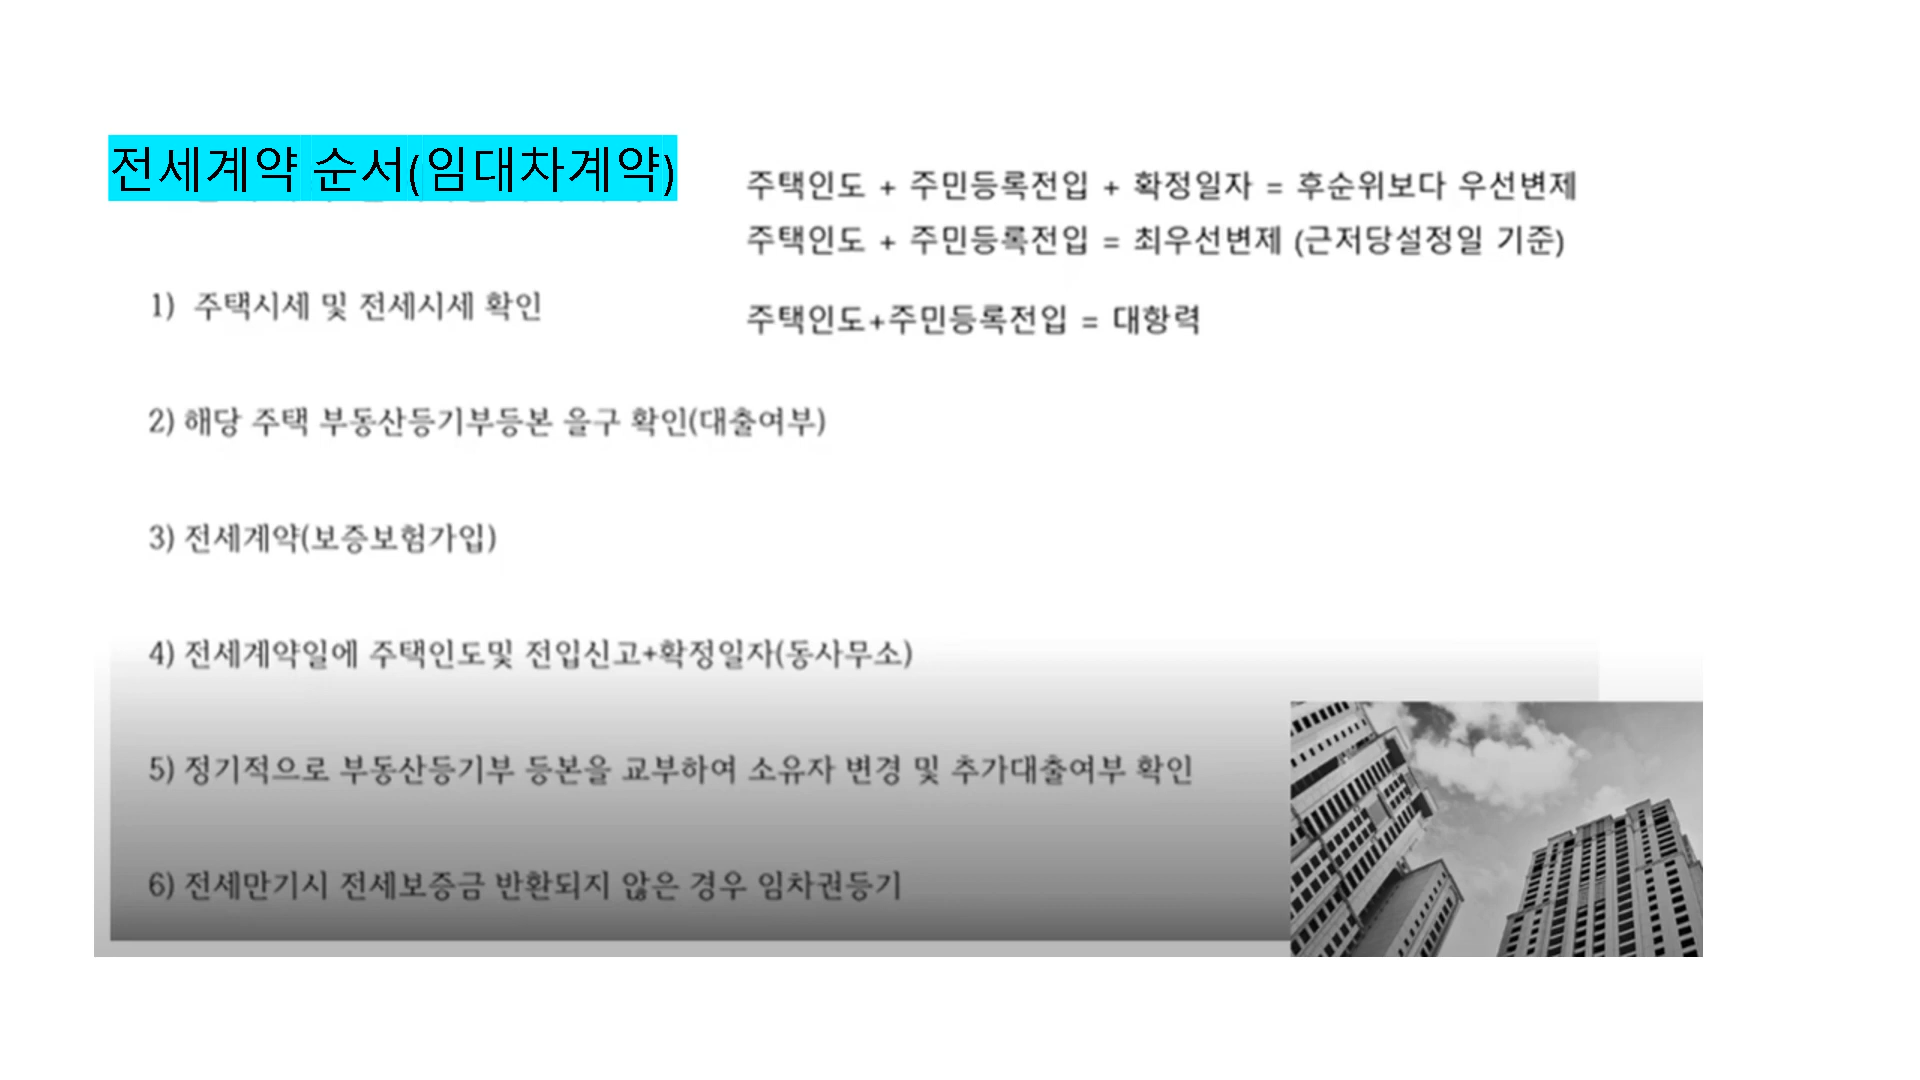 전세계약 순서(임대차계약)
주택인도 + 주민등록전입 + 확정일자 = 후순위보다 우선변제
주택인도 + 주민등록전입 = 최우선변제 (근저당설정일 기준)
주택인도+주민등록전입 = 대항력
1) 주택시세 및 전세시세 확인
2) 해당 주택 부동산등기부등본 을구 확인(대출여부)
3) 전세계약(보증보험가입)
4) 전세계약일에 주택인도및 전입신고+확정일자(동사무소)
5) 정기적으로 부동산등기부 등본을 교부하여 소유자 변경 및 추가대출여부 확인
6) 전세만기시 전세보증금 반환되지 않은 경우 임차권등기